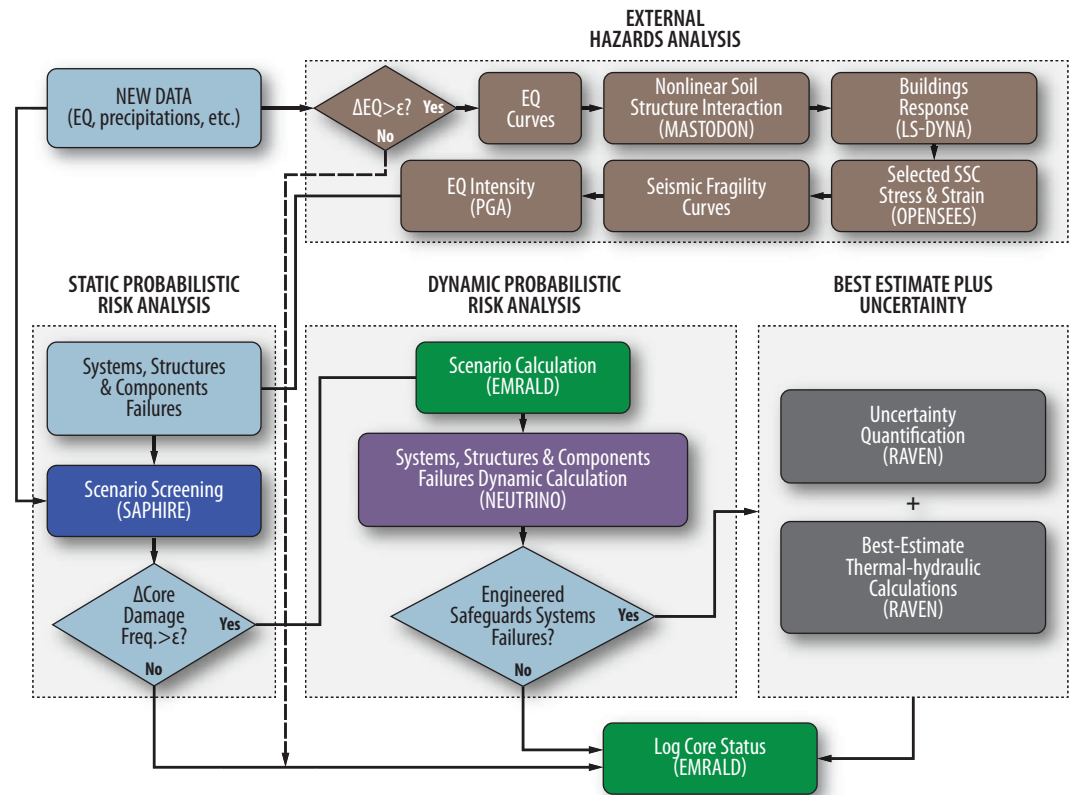 EXTERNAL
HAZARDS ANALYSIS
NEW DATA
(EQ, precipitations, etc.)
ΔEQ>ε?
Yes
No
EQ
Curves
Nonlinear Soil
Structure Interaction
(MASTODON)
Buildings
Response
(LS-DYNA)
EQ Intensity
(PGA)
Seismic Fragility
Curves
Selected SSC
Stress & Strain
(OPENSEES)
STATIC PROBABILISTIC
RISK ANALYSIS
Systems, Structures
& Components
Failures
Scenario Screening
(SAPHIRE)
ΔCore
Damage
Freq.>ε?
Yes
No
DYNAMIC PROBABILISTIC
RISK ANALYSIS
Scenario Calculation
(EMRALD)
Systems, Structures & Components
Failures Dynamic Calculation
(NEUTRINO)
Engineered
Safeguards Systems
Failures?
Yes
No
BEST ESTIMATE PLUS
UNCERTAINTY
Uncertainty
Quantification
(RAVEN)
+
Best-Estimate
Thermal-hydraulic
Calculations
(RAVEN)
Log Core Status
(EMRALD)